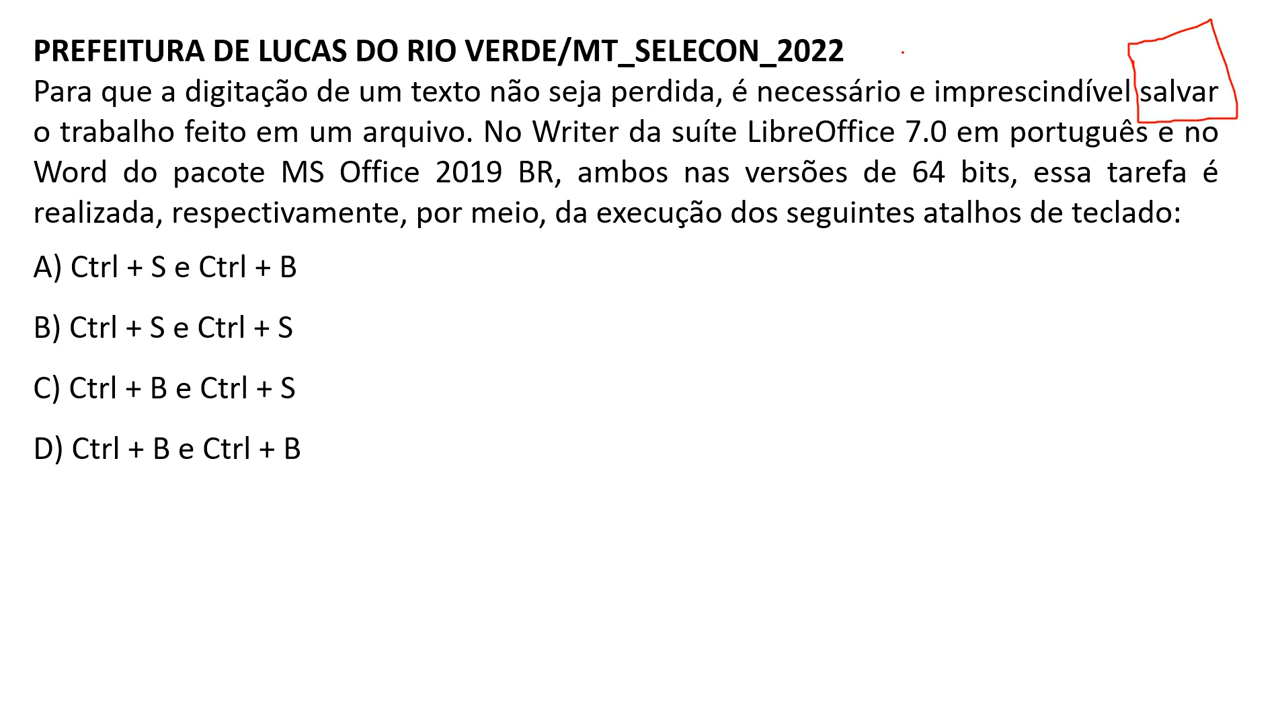 PREFEITURA DE LUCAS DO RIO VERDE/MT_SELECON_2022
Para que a digitação de um texto não seja perdida, é necessário e imprescindível salvar
o trabalho feito em um arquivo. No Writer da suíte LibreOffice 7.0 em português e no
Word do pacote MS Office 2019 BR, ambos nas versões de 64 bits, essa tarefa é
realizada, respectivamente, por meio, da execução dos seguintes atalhos de teclado:
A) Ctrl + S e Ctrl + B
B) Ctrl + S e Ctrl + S
C) Ctrl + B e Ctrl + S
D) Ctrl + B e Ctrl + B